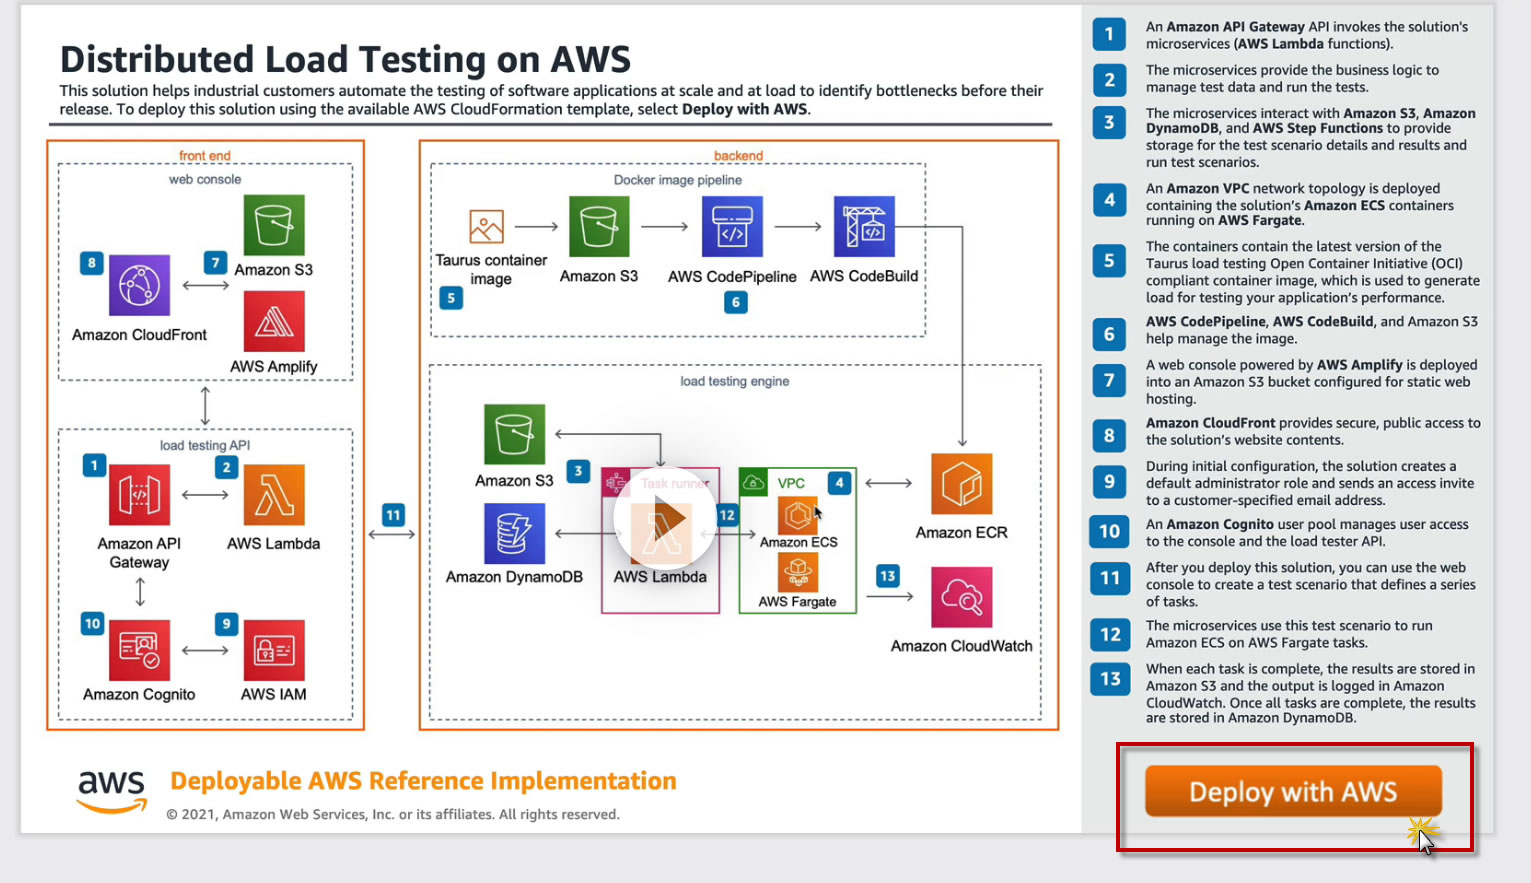 Distributed Load Testing on AWS
This solution helps industrial customers automate the testing of software applications at scale and at load to identify bottlenecks before their
release. To deploy this solution using the available AWS CloudFormation template, select Deploy with AWS.
front end
web console
Amazon S3
8
7
Amazon CloudFront
AWS Amplify
load testing API
1
2
Amazon API
Gateway
AWS Lambda
10
9
Amazon Cognito
AWS IAM
11
backend
Docker image pipeline
Taurus container
image
5
Amazon S3
AWS CodePipeline
6
AWS CodeBuild
load testing engine
Amazon S3
3
Amazon DynamoDB
Task runner
AWS Lambda
12
VPC
4
Amazon ECS
AWS Fargate
13
Amazon ECR
Amazon CloudWatch
aws
Deployable AWS Reference Implementation
© 2021, Amazon Web Services, Inc. or its affiliates. All rights reserved.
1
An Amazon API Gateway API invokes the solution's
microservices (AWS Lambda functions).
2
The microservices provide the business logic to
manage test data and run the tests.
3
The microservices interact with Amazon S3, Amazon
DynamoDB, and AWS Step Functions to provide
storage for the test scenario details and results and
run test scenarios.
4
An Amazon VPC network topology is deployed
containing the solution's Amazon ECS containers
running on AWS Fargate.
5
The containers contain the latest version of the
Taurus load testing Open Container Initiative (OCI)
compliant container image, which is used to generate
load for testing your application's performance.
6
AWS CodePipeline, AWS CodeBuild, and Amazon S3
help manage the image.
7
A web console powered by AWS Amplify is deployed
into an Amazon S3 bucket configured for static web
hosting.
8
Amazon CloudFront provides secure, public access to
the solution's website contents.
9
During initial configuration, the solution creates a
default administrator role and sends an access invite
to a customer-specified email address.
10
An Amazon Cognito user pool manages user access
to the console and the load tester API.
11
After you deploy this solution, you can use the web
console to create a test scenario that defines a series
of tasks.
12
The microservices use this test scenario to run
Amazon ECS on AWS Fargate tasks.
13
When each task is complete, the results are stored in
Amazon S3 and the output is logged in Amazon
CloudWatch. Once all tasks are complete, the results
are stored in Amazon DynamoDB.
Deploy with AWS